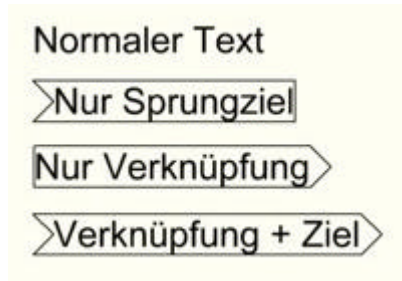 Normaler Text
Nur Sprungziel
Nur Verknüpfung
Verknüpfung + Ziel